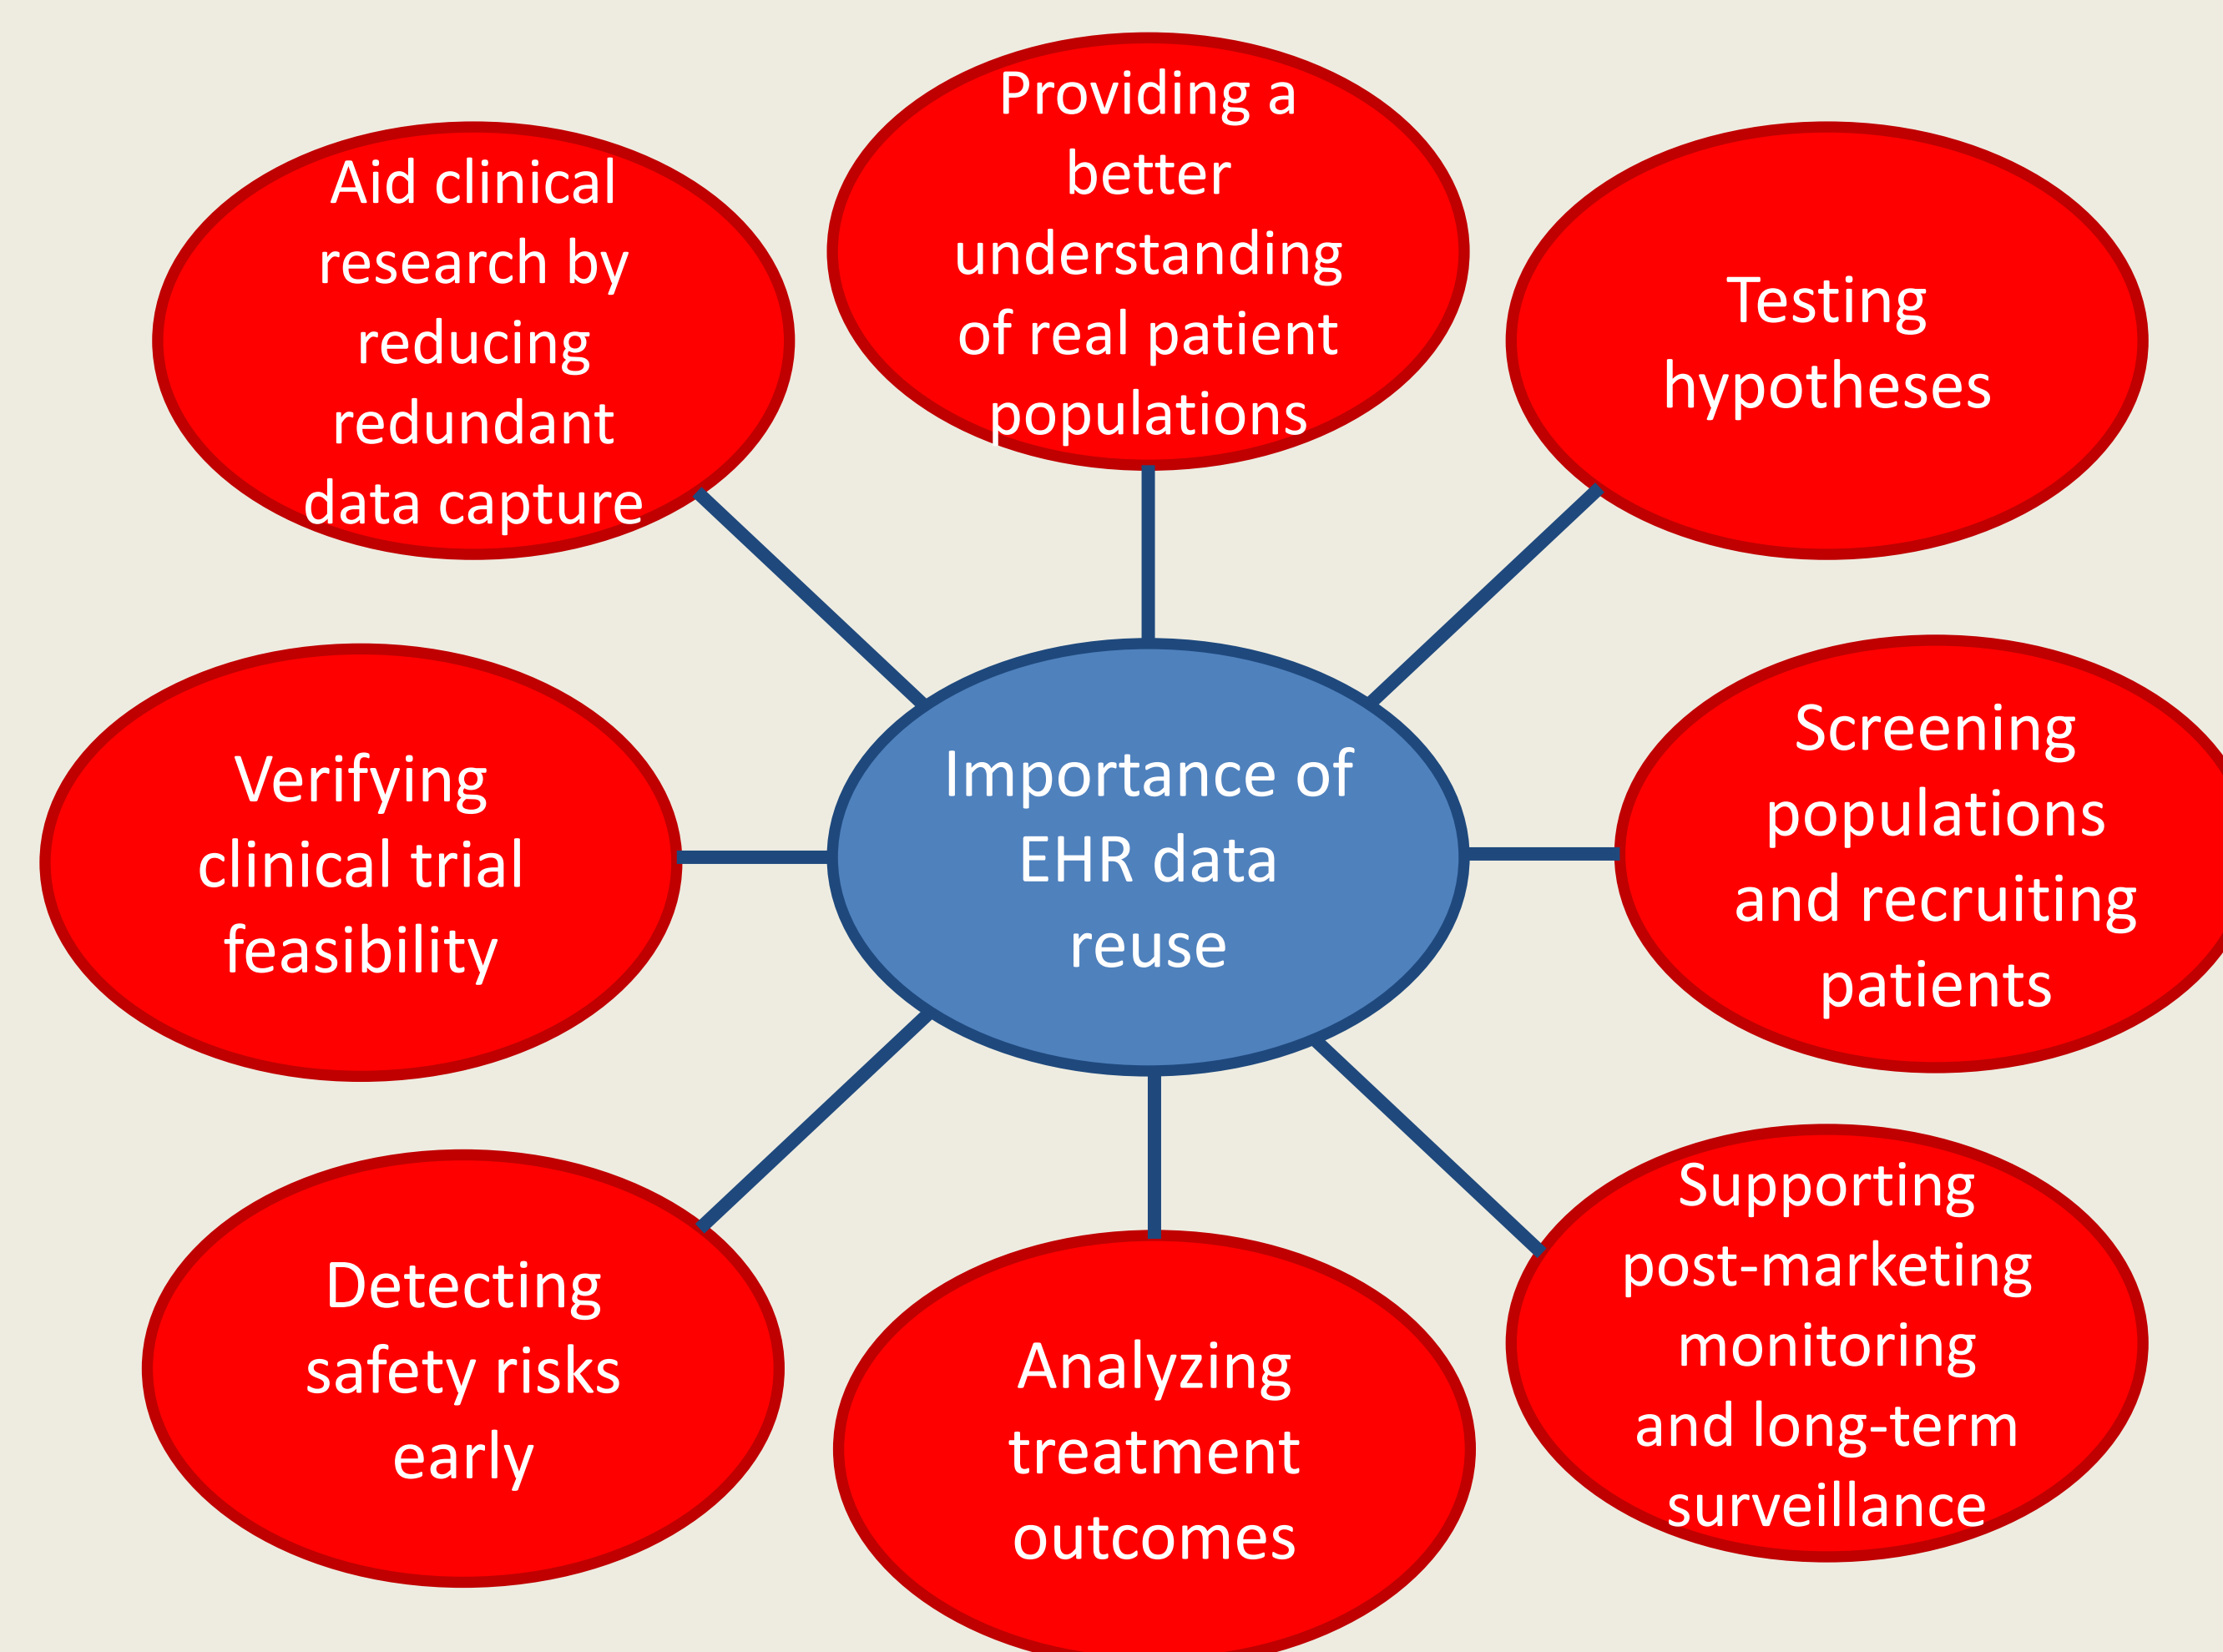 Providing a
better
understanding
of real patient
populations
Aid clinical
research by
reducing
redundant
data capture
Testing
hypotheses
Verifying
clinical trial
feasibility
Importance of
EHR data
reuse
Screening
populations
and recruiting
patients
Detecting
safety risks
early
Analyzing
treatment
outcomes
Supporting
post-marketing
monitoring
and long-term
surveillance